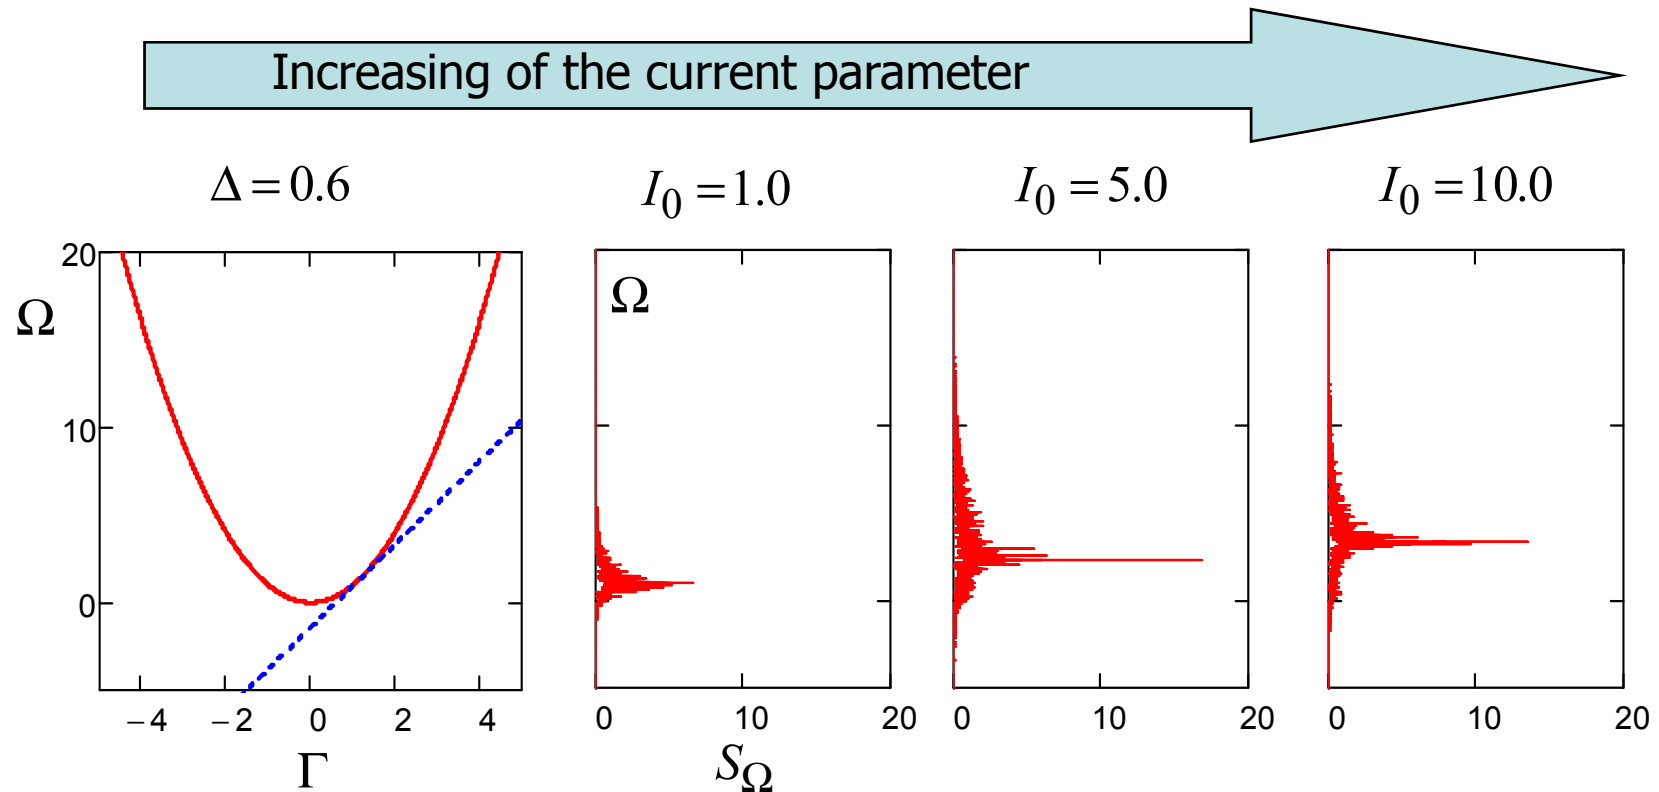 Increasing of the current parameter
Δ = 0.6
I₀ = 1.0
I₀ = 5.0
I₀ = 10.0
Ω
20
10
0
−4 −2 0 2 4
Γ
Ω
0 10 20
S_Ω
0 10 20
0 10 20